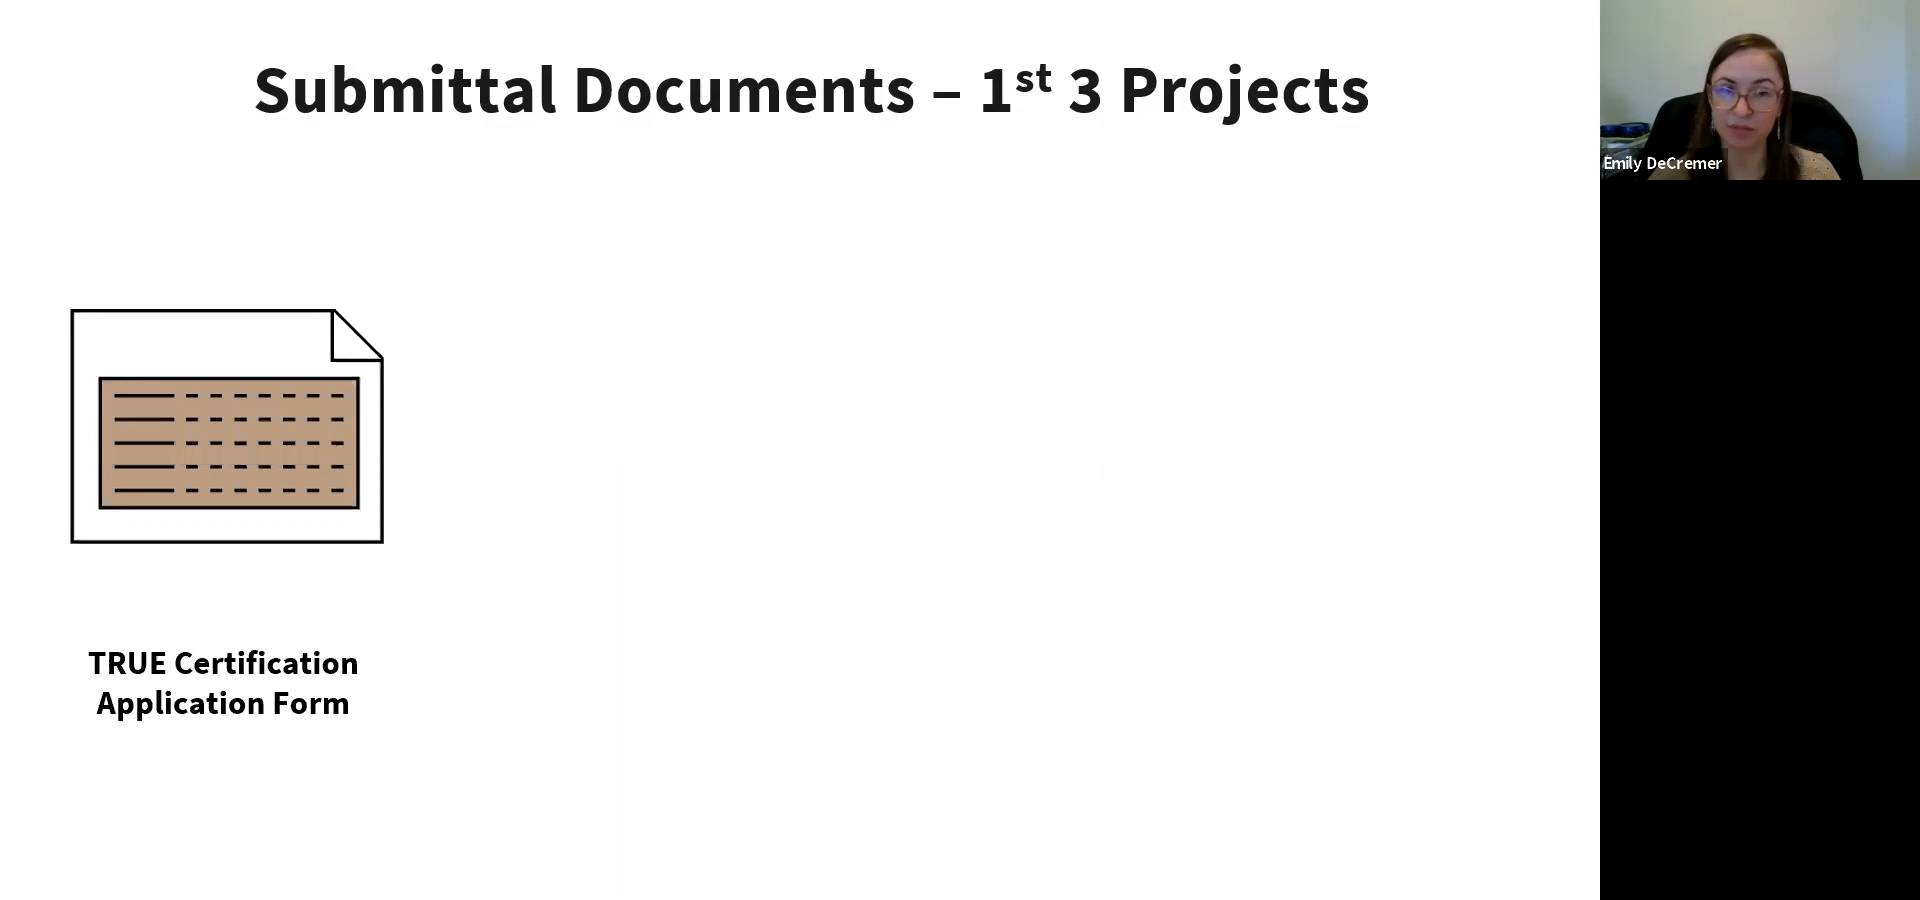 Submittal Documents – 1st 3 Projects
Emily DeCremer
TRUE Certification
Application Form